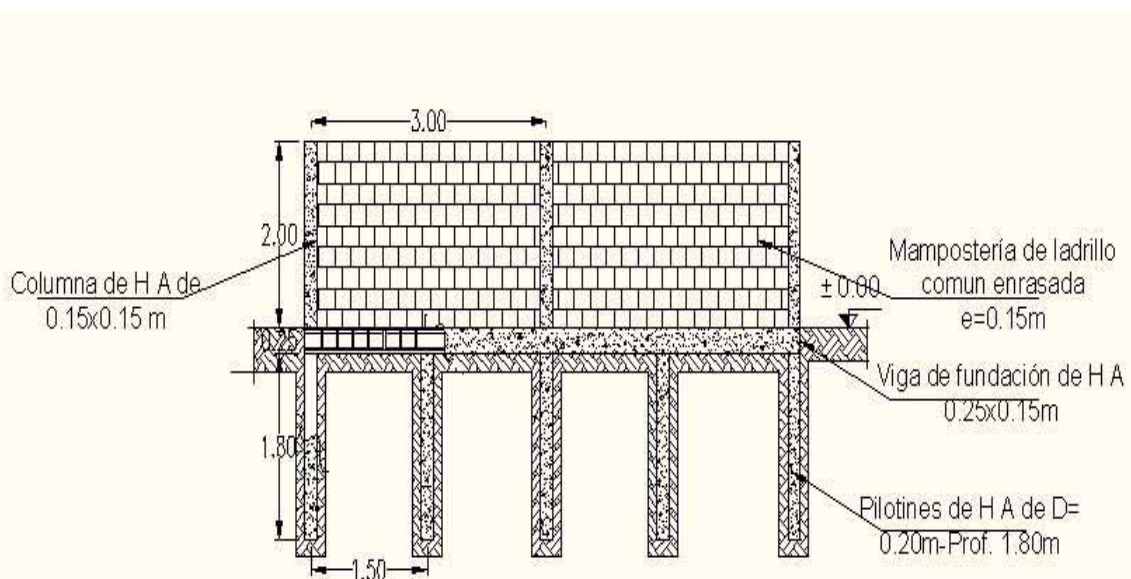 3.00
2.00
Columna de H A de
0.15x0.15 m
Mampostería de ladrillo
comun enrasada
e=0.15m
± 0.00
Viga de fundación de H A
0.25x0.15m
1.80
Pilotines de H A de D=
0.20m-Prof. 1.80m
1.50